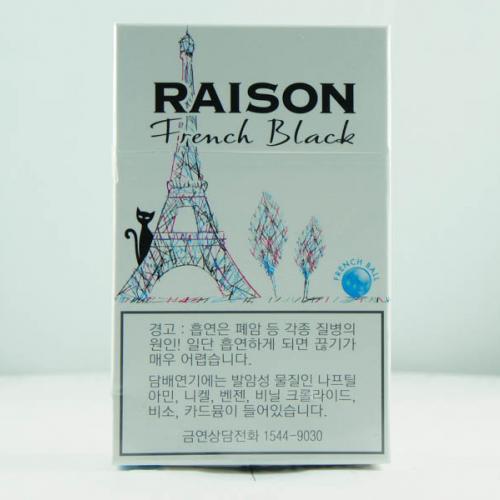 RAISON
French Black
FRENCH BALL
경고 : 흡연은 폐암 등 각종 질병의
원인! 일단 흡연하게 되면 끊기가
매우 어렵습니다.
담배연기에는 발암성 물질인 나프틸
아민, 니켈, 벤젠, 비닐 크롤라이드,
비소, 카드뮴이 들어있습니다.
금연상담전화 1544-9030